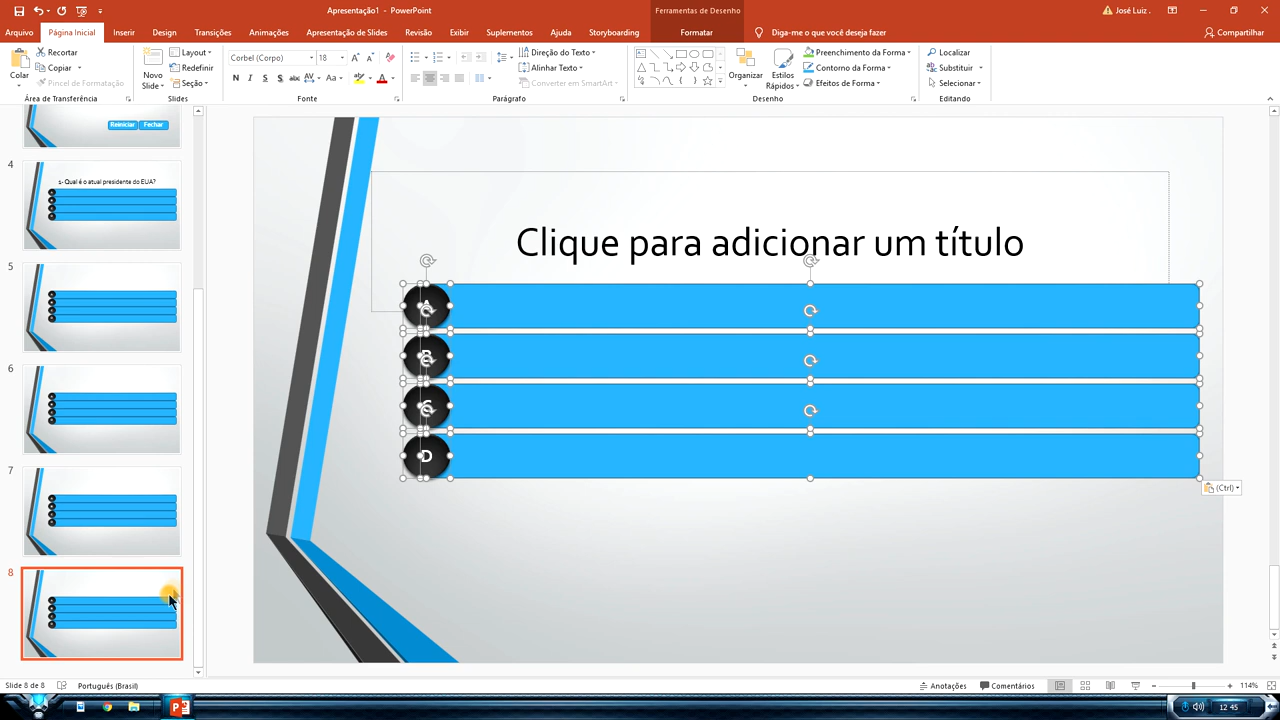 Apresentação1 - PowerPoint
Ferramentas de Desenho
José Luiz .
Arquivo Página Inicial Inserir Design Transições Animações Apresentação de Slides Revisão Exibir Suplementos Ajuda Storyboarding Formatar Diga-me o que você deseja fazer Compartilhar
Colar
Recortar
Copiar
Pincel de Formatação
Área de Transferência
Novo
Slide
Layout
Redefinir
Seção
Slides
Corbel (Corpo) 18
N I S S abc AV Aa A
Fonte
Direção do Texto
Alinhar Texto
Converter em SmartArt
Parágrafo
Organizar
Estilos
Rápidos
Preenchimento da Forma
Contorno da Forma
Efeitos de Forma
Desenho
Localizar
Substituir
Selecionar
Editando
Reiniciar Fechar
4
1- Qual é o atual presidente do EUA?
5
6
7
8
Clique para adicionar um título
A
B
C
D
(Ctrl)
Slide 8 de 8 Português (Brasil) Anotações Comentários 114%
12 45